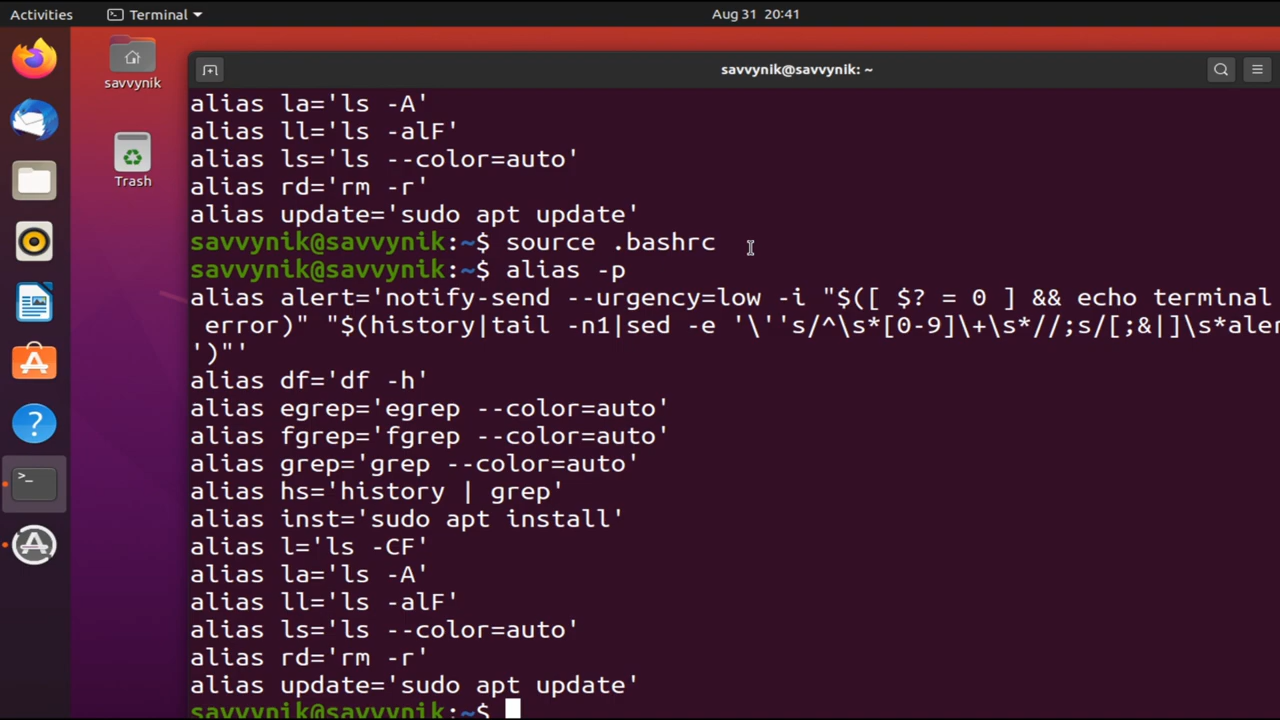 Activities Terminal Aug 31 20:41
savvynik
Trash
savvynik@savvynik: ~
alias la='ls -A'
alias ll='ls -alF'
alias ls='ls --color=auto'
alias rd='rm -r'
alias update='sudo apt update'
savvynik@savvynik:~$ source .bashrc
savvynik@savvynik:~$ alias -p
alias alert='notify-send --urgency=low -i "$([ $? = 0 ] && echo terminal
error)" "$(history|tail -n1|sed -e '\''s/^\s*[0-9]\+\s*//;s/[;&|]\s*aler
')"'
alias df='df -h'
alias egrep='egrep --color=auto'
alias fgrep='fgrep --color=auto'
alias grep='grep --color=auto'
alias hs='history | grep'
alias inst='sudo apt install'
alias l='ls -CF'
alias la='ls -A'
alias ll='ls -alF'
alias ls='ls --color=auto'
alias rd='rm -r'
alias update='sudo apt update'
savvynik@savvynik:~$